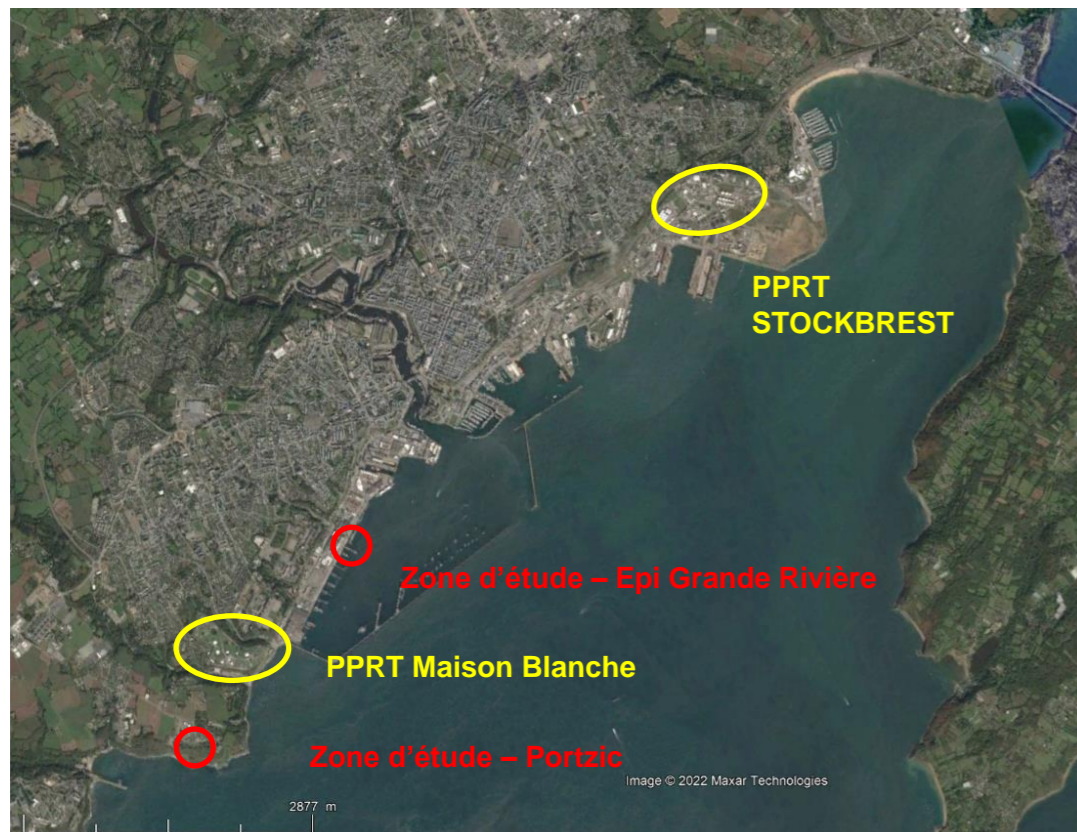 PPRT
STOCKBREST
Zone d'étude – Epi Grande Rivière
PPRT Maison Blanche
Zone d'étude – Portzic
Image © 2022 Maxar Technologies
2877 m